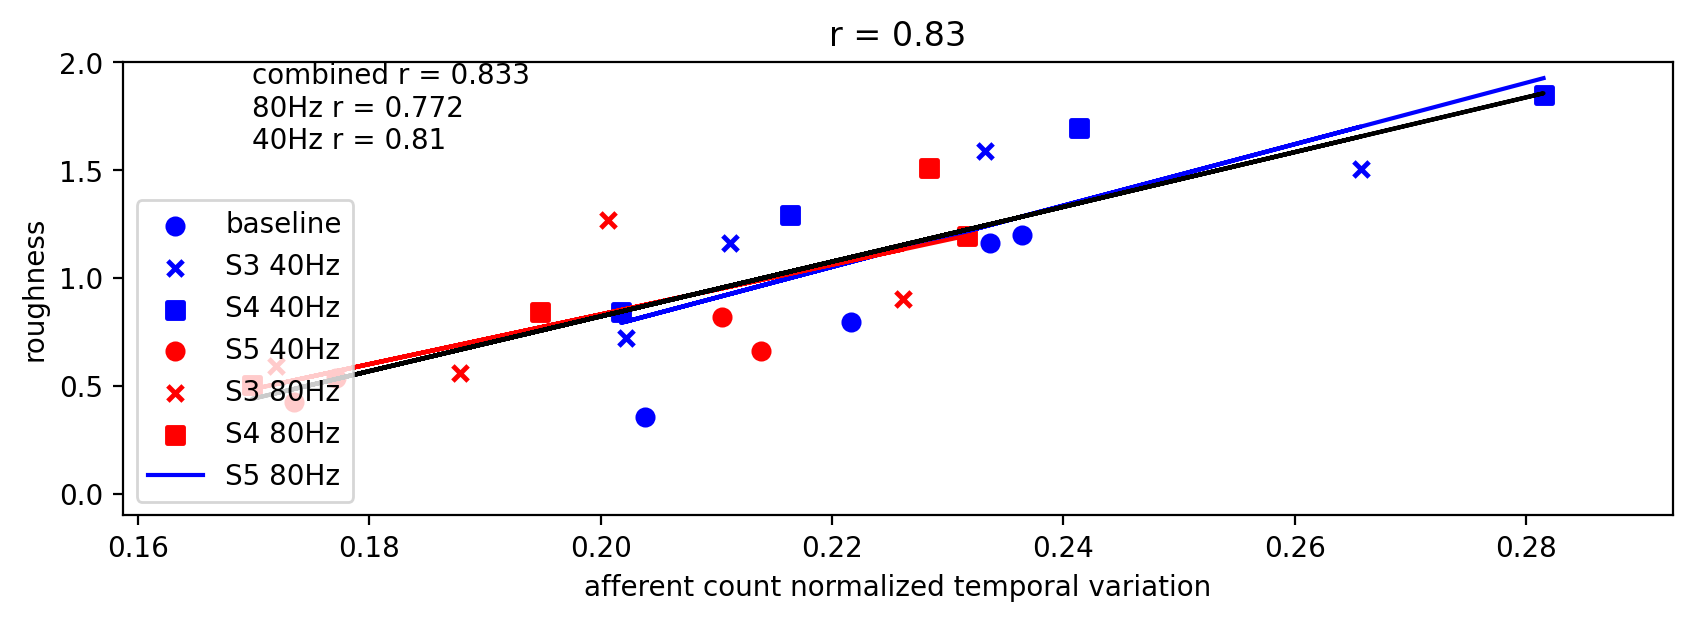 r = 0.83
combined r = 0.833
80Hz r = 0.772
40Hz r = 0.81
2.0
1.5
1.0
0.5
0.0
roughness
baseline
S3 40Hz
S4 40Hz
S5 40Hz
S3 80Hz
S4 80Hz
S5 80Hz
0.16 0.18 0.20 0.22 0.24 0.26 0.28
afferent count normalized temporal variation